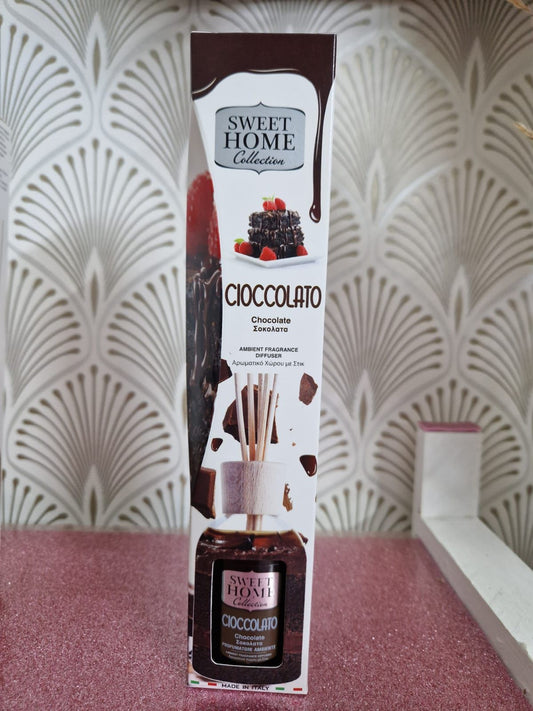 SWEET
HOME
Collection
CIOCCOLATO
Chocolate
Σοκολατα
AMBIENT FRAGRANCE
DIFFUSER
Αρωματικό Χώρου με Στικ
SWEET
HOME
Collection
CIOCCOLATO
Chocolate
Σοκολατα
PROFUMATORE AMBIENTE
MADE IN ITALY